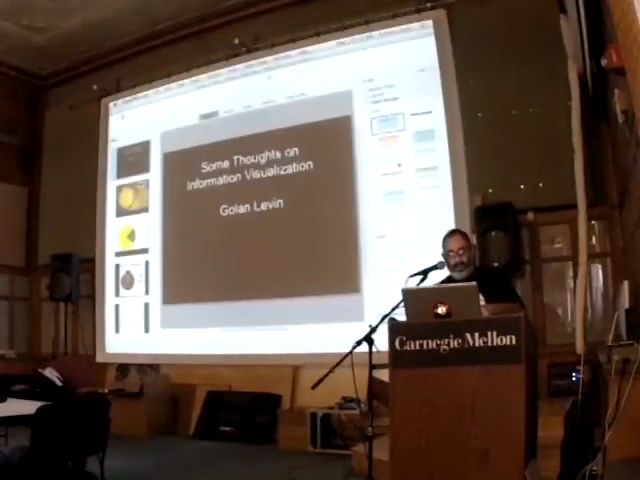 Some Thoughts on
Information Visualization
Golan Levin
Carnegie Mellon